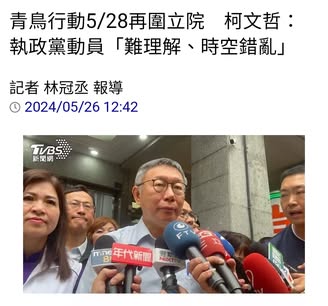 青鳥行動5/28再圍立院　柯文哲：
執政黨動員「難理解、時空錯亂」
記者 林冠丞 報導
2024/05/26 12:42
TVBS
新聞網
mnews
年代新聞
FTV